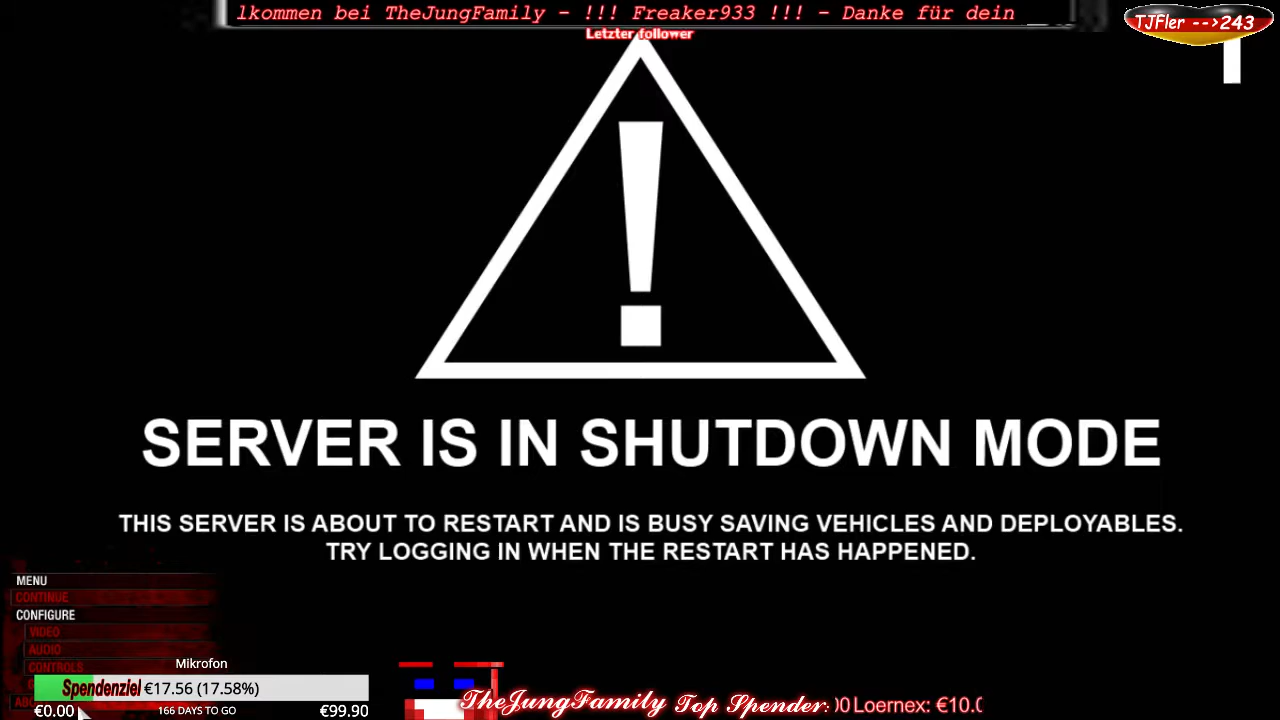 lkommen bei TheJungFamily - !!! Freaker933 !!! - Danke für dein
TJFler -->243
Letzter follower
SERVER IS IN SHUTDOWN MODE
THIS SERVER IS ABOUT TO RESTART AND IS BUSY SAVING VEHICLES AND DEPLOYABLES.
TRY LOGGING IN WHEN THE RESTART HAS HAPPENED.
MENU
CONTINUE
CONFIGURE
VIDEO
AUDIO
CONTROLS
Mikrofon
Spendenziel €17.56 (17.58%)
€0.00 166 DAYS TO GO €99.90
TheJungFamily Top Spender: 00 Loernex: €10.0